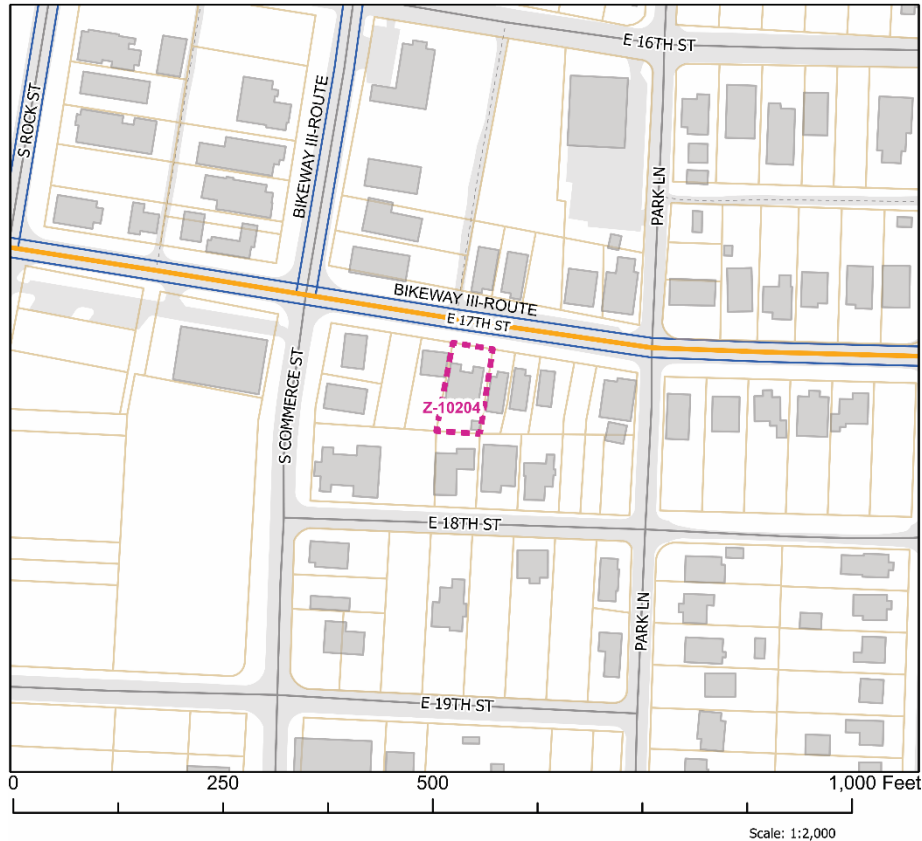 E 16TH ST
S ROCK ST
BIKEWAY III-ROUTE
PARK LN
BIKEWAY III-ROUTE
E 17TH ST
S COMMERCE ST
Z-10204
E 18TH ST
PARK LN
E 19TH ST
0 250 500 1,000 Feet
0
Scale: 1:2,000